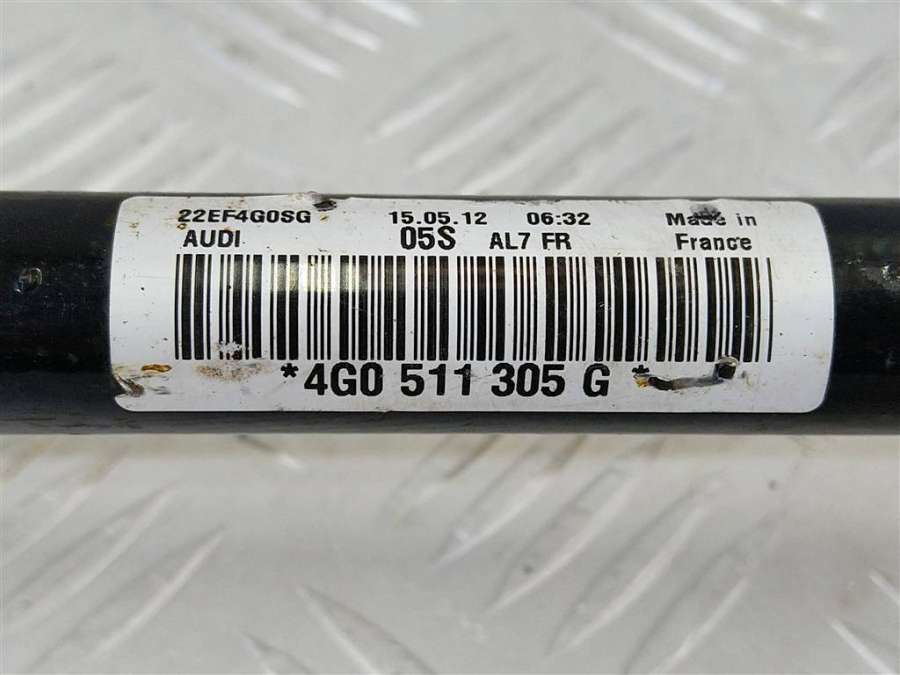 22EF4G0SG 15.05.12 06:32 Made in
AUDI 05S AL7 FR France
*4G0 511 305 G*